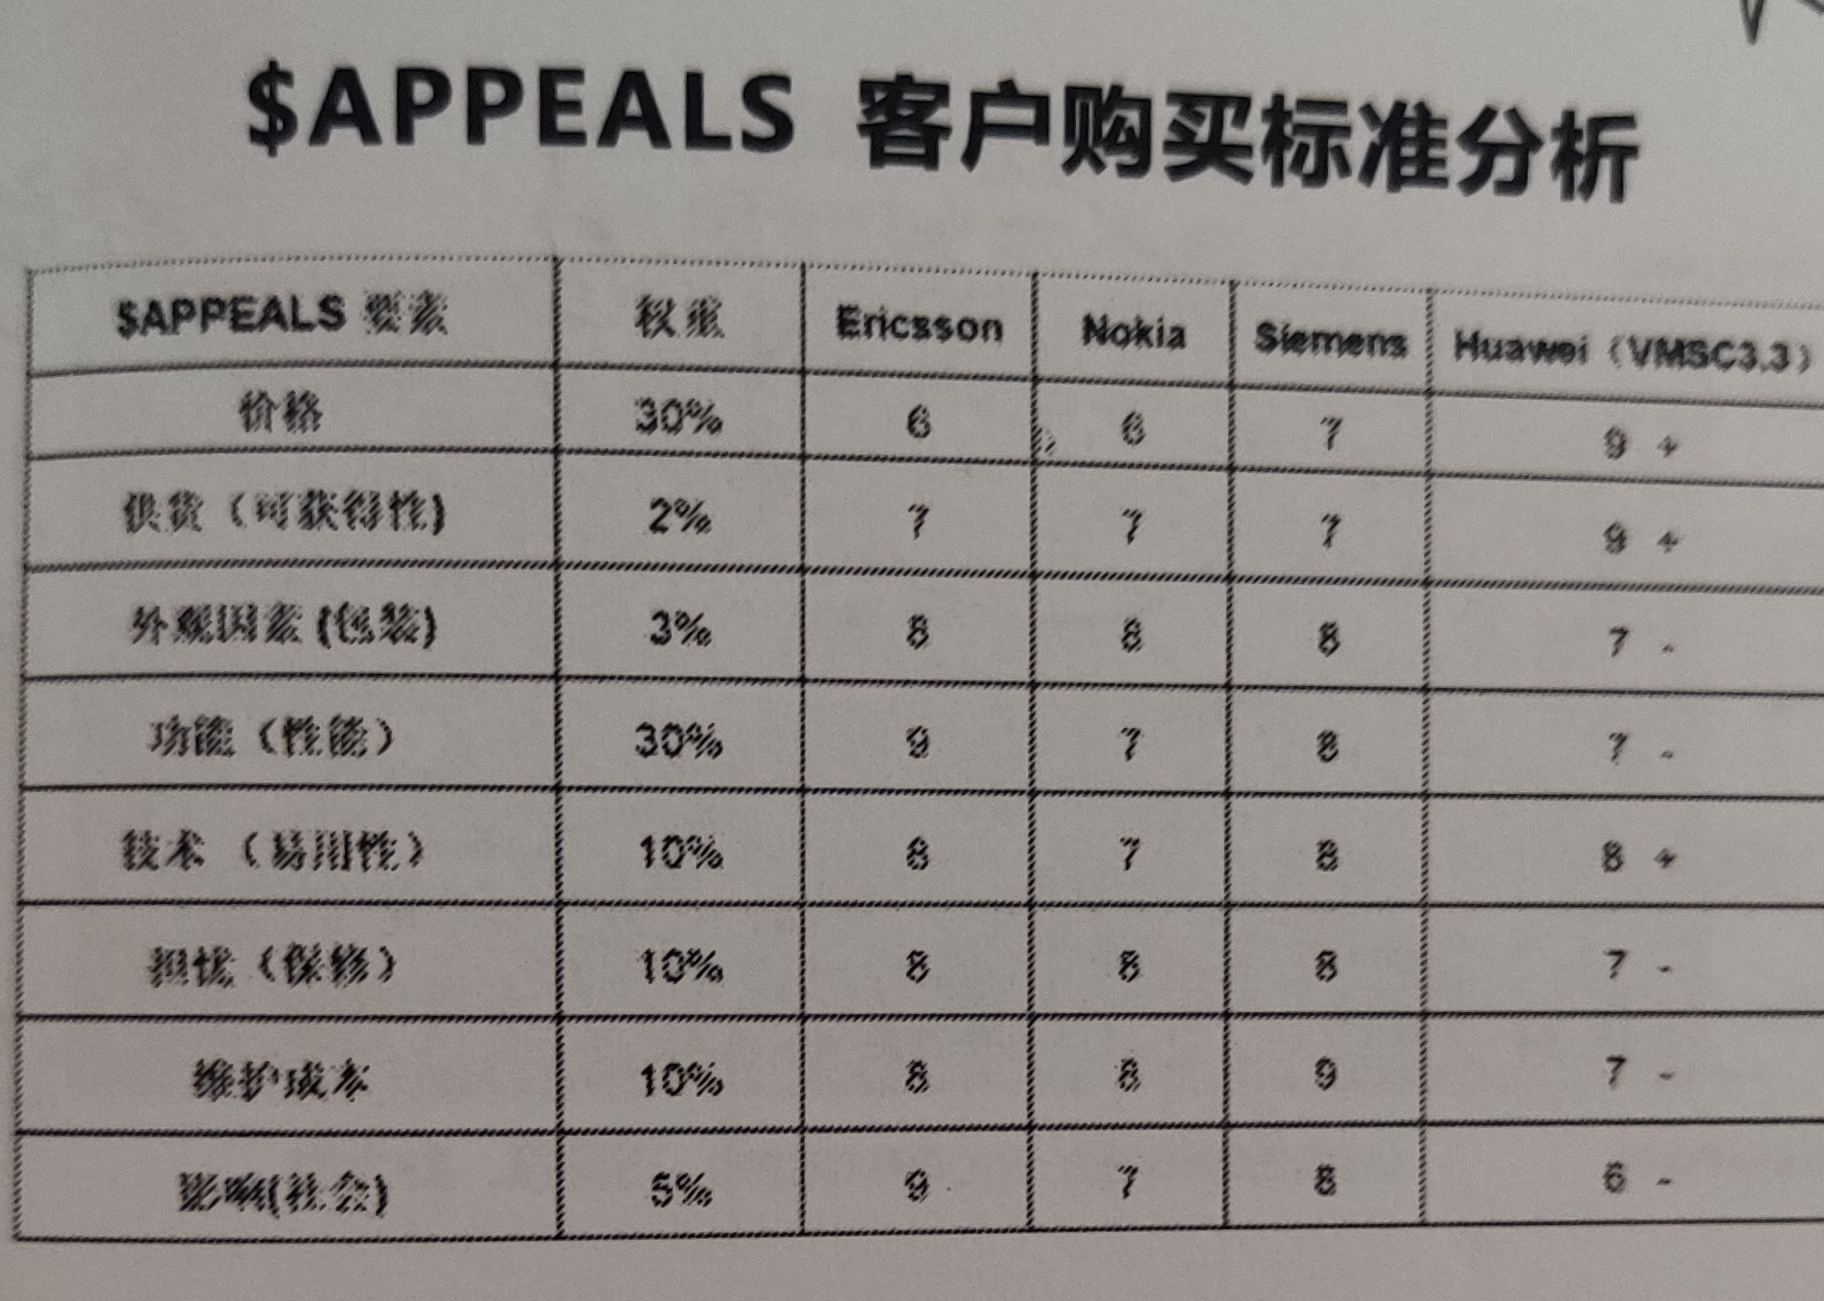 $APPEALS 客户购买标准分析
$APPEALS 要素 权重 Ericsson Nokia Siemens Huawei（VMSC3.3）
价格 30% 6 6 7 9 +
供货（可获得性) 2% 7 7 7 9 +
外观因素 (包装) 3% 8 8 8 7 -
功能（性能） 30% 9 7 8 7 -
技术（易用性） 10% 7 8 8 +
担忧（保修） 10% 8 8 8 7 -
维护成本 10% 8 8 9 7 -
影响(社会) 5% 9 7 8 6 -